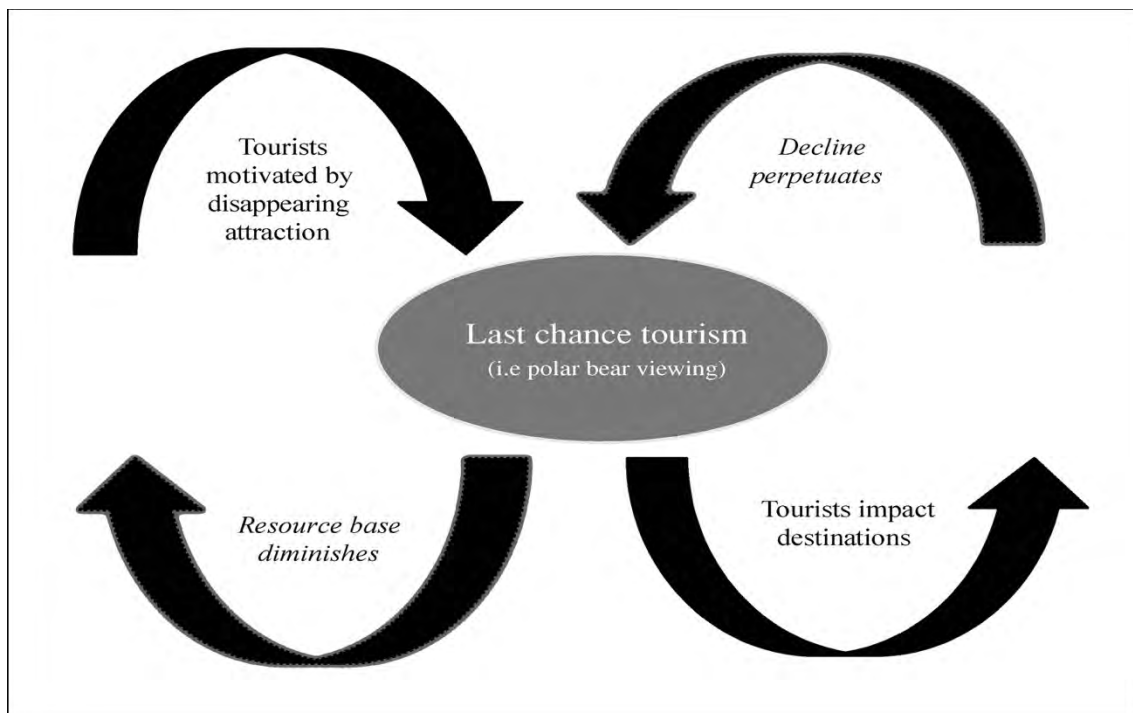 Tourists
motivated by
disappearing
attraction
Decline
perpetuates
Last chance tourism
(i.e polar bear viewing)
Resource base
diminishes
Tourists impact
destinations